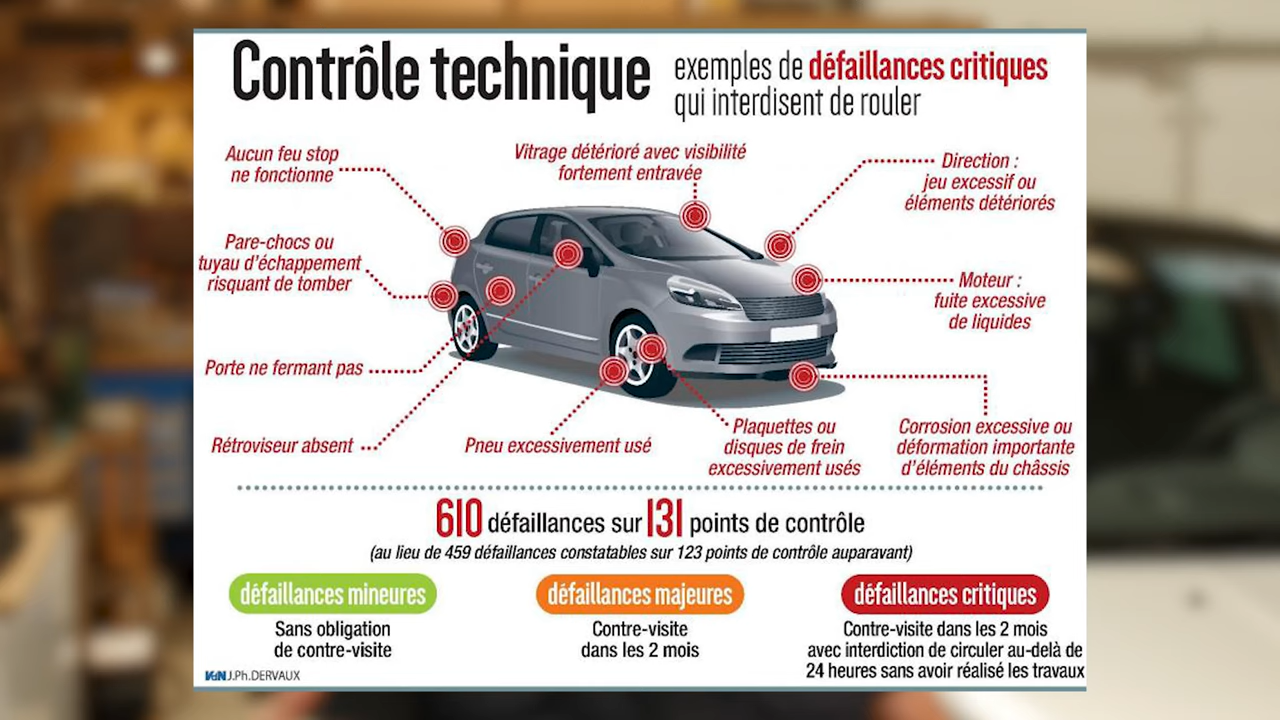 Contrôle technique
exemples de défaillances critiques
qui interdisent de rouler
Aucun feu stop
ne fonctionne
Vitrage détérioré avec visibilité
fortement entravée
Direction :
jeu excessif ou
éléments détériorés
Pare-chocs ou
tuyau d'échappement
risquant de tomber
Moteur :
fuite excessive
de liquides
Porte ne fermant pas
Rétroviseur absent
Pneu excessivement usé
Plaquettes ou
disques de frein
excessivement usés
Corrosion excessive ou
déformation importante
d'éléments du châssis
610 défaillances sur 131 points de contrôle
(au lieu de 459 défaillances constatables sur 123 points de contrôle auparavant)
défaillances mineures
Sans obligation
de contre-visite
défaillances majeures
Contre-visite
dans les 2 mois
défaillances critiques
Contre-visite dans les 2 mois
avec interdiction de circuler au-delà de
24 heures sans avoir réalisé les travaux
VDN J.Ph.DERVAUX